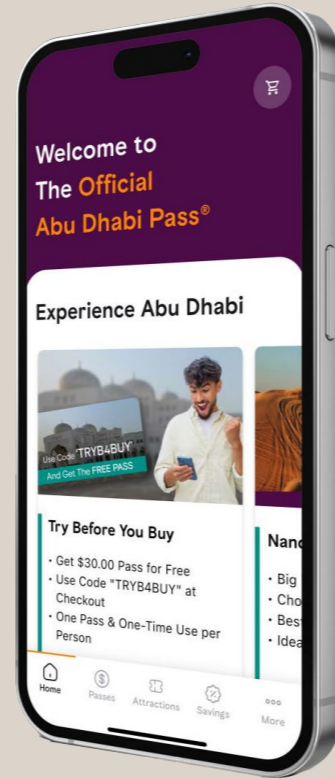 Welcome to
The Official
Abu Dhabi Pass®
Experience Abu Dhabi
Use Code "TRYB4BUY"
And Get The FREE PASS
Try Before You Buy
• Get $30.00 Pass for Free
• Use Code "TRYB4BUY" at
Checkout
• One Pass & One-Time Use per
Person
• Big
• Cho
• Bes
• Idea
Home
Passes
Attractions
Savings
More